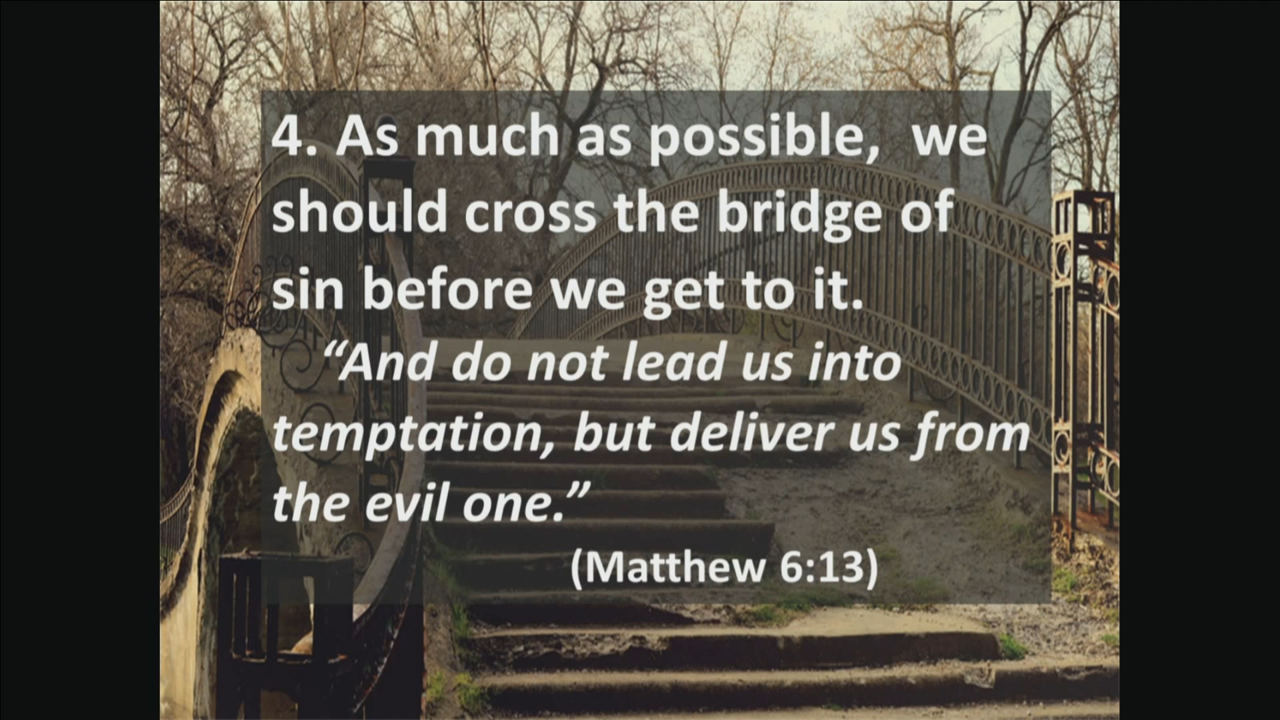 4. As much as possible,  we
should cross the bridge of
sin before we get to it.
“And do not lead us into
temptation, but deliver us from
the evil one.”
(Matthew 6:13)